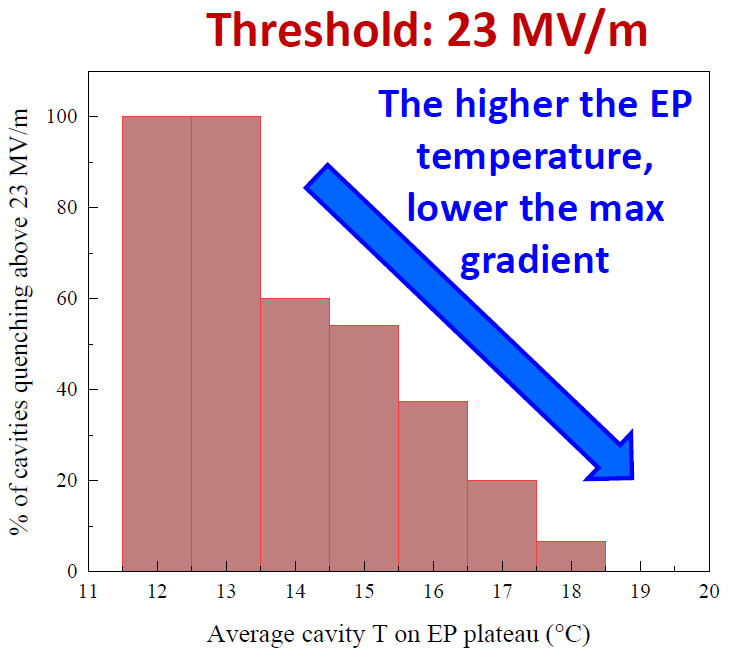 Threshold: 23 MV/m
The higher the EP
temperature,
lower the max
gradient
% of cavities quenching above 23 MV/m
100
80
60
40
20
0
11 12 13 14 15 16 17 18 19 20
Average cavity T on EP plateau (°C)